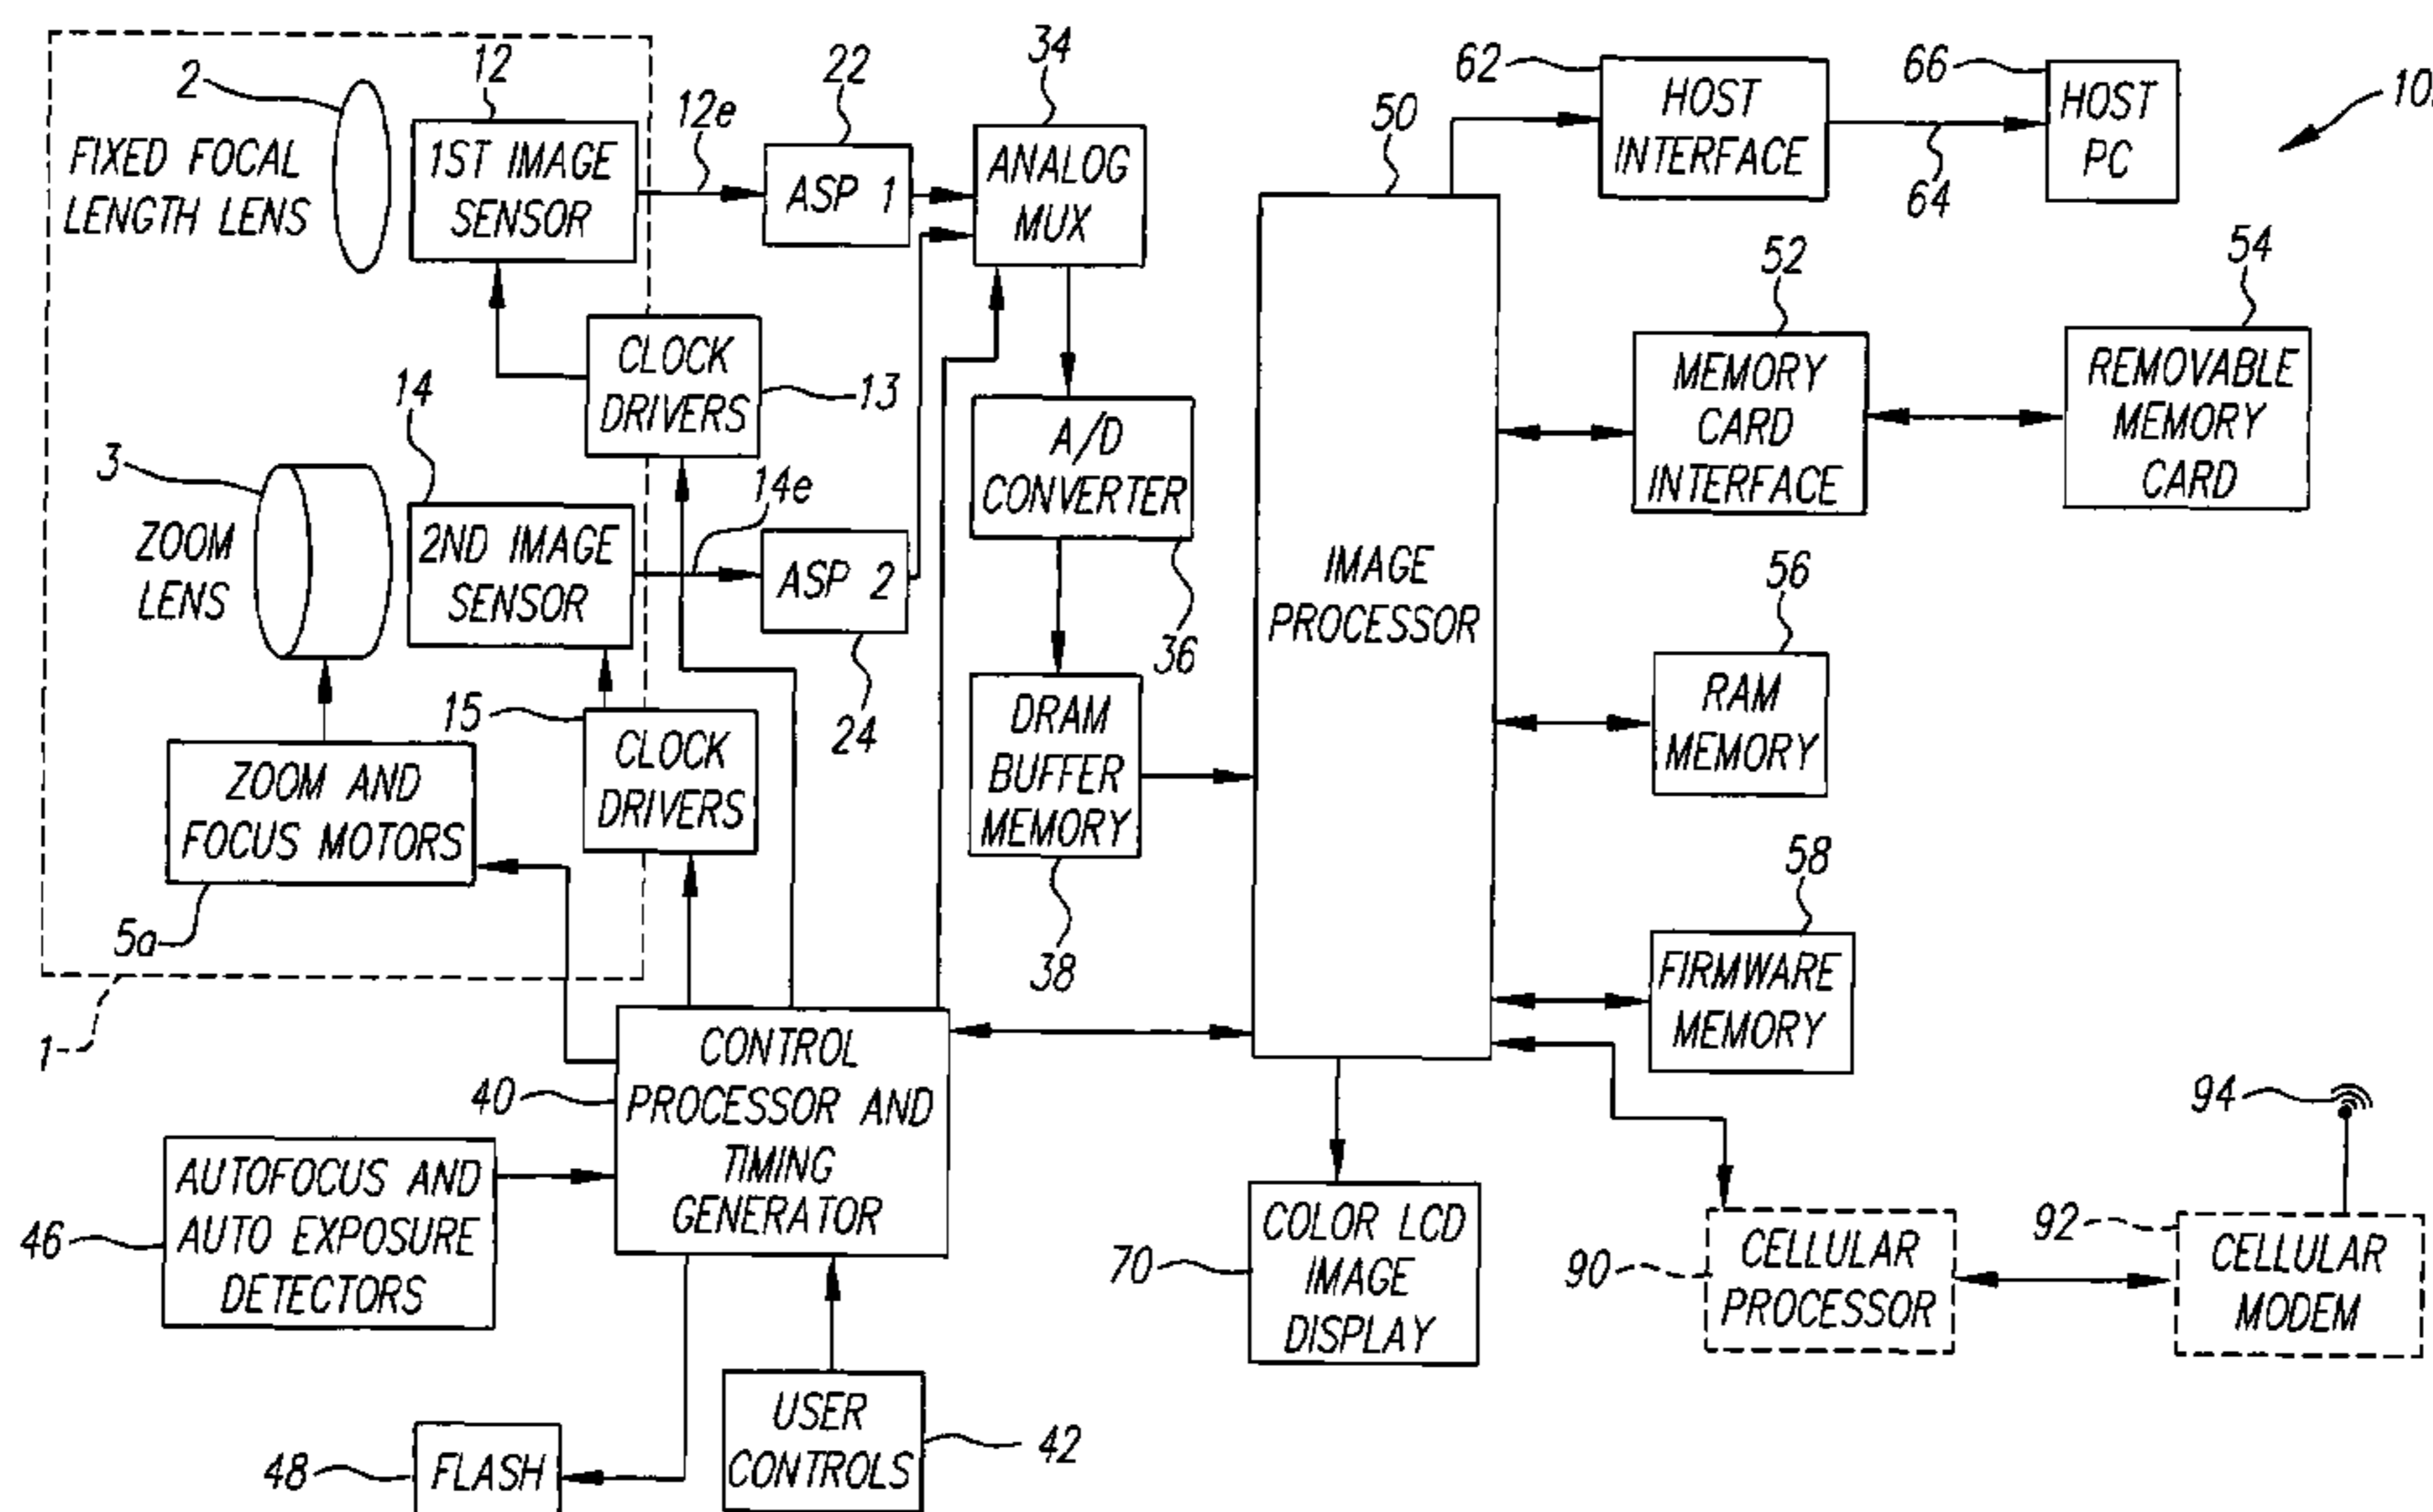 2
FIXED FOCAL
LENGTH LENS
12
1ST IMAGE
SENSOR
12e
22
ASP 1
34
ANALOG
MUX
50
62
HOST
INTERFACE
64
66
HOST
PC
10
CLOCK
DRIVERS
13
14
3
ZOOM
LENS
2ND IMAGE
SENSOR
14e
ASP 2
24
A/D
CONVERTER
36
IMAGE
PROCESSOR
52
MEMORY
CARD
INTERFACE
54
REMOVABLE
MEMORY
CARD
56
RAM
MEMORY
15
CLOCK
DRIVERS
ZOOM AND
FOCUS MOTORS
5a
1
DRAM
BUFFER
MEMORY
38
58
FIRMWARE
MEMORY
40
CONTROL
PROCESSOR AND
TIMING
GENERATOR
46
AUTOFOCUS AND
AUTO EXPOSURE
DETECTORS
70
COLOR LCD
IMAGE
DISPLAY
90
CELLULAR
PROCESSOR
92
CELLULAR
MODEM
94
48
FLASH
USER
CONTROLS
42